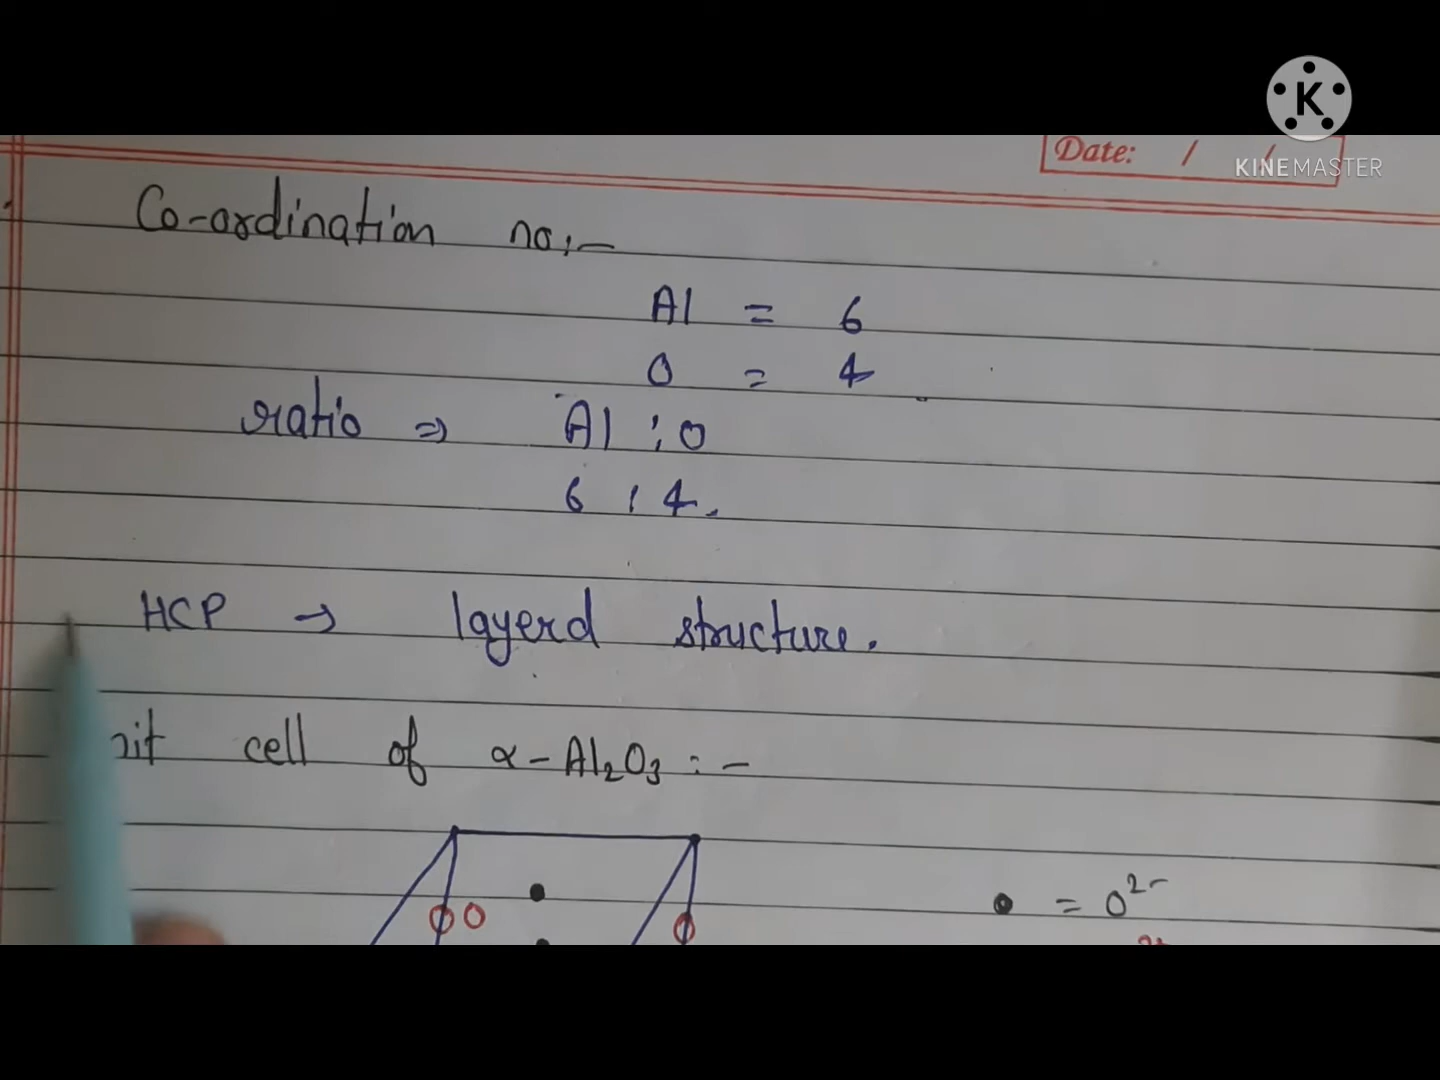 K
KINEMASTER
Date: / /
Co-ordination no:-
Al = 6
O = 4
ratio ⇒ Al : O
6 : 4.
HCP → layerd structure.
nit cell of α-Al₂O₃ :-
O
• = O²⁻